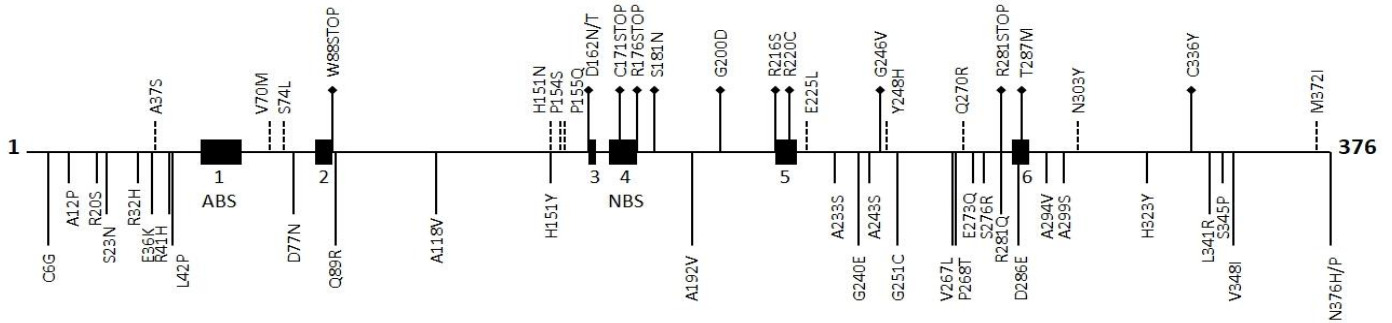 A37S
V70M
S74L
W88STOP
H151N
P154S
P155Q
D162N/T
C171STOP
R176STOP
S181N
G200D
R216S
R220C
E225L
G246V
Y248H
Q270R
R281STOP
T287M
N303Y
C336Y
M372I
1
376
1
2
3
4
5
6
ABS
NBS
C6G
A12P
R20S
S23N
R32H
E36K
R41H
L42P
D77N
Q89R
A118V
H151Y
A192V
A233S
G240E
A243S
G251C
V267L
P268T
E273Q
S276R
R281Q
D286E
A294V
A299S
H323Y
L341R
S345P
V348I
N376H/P